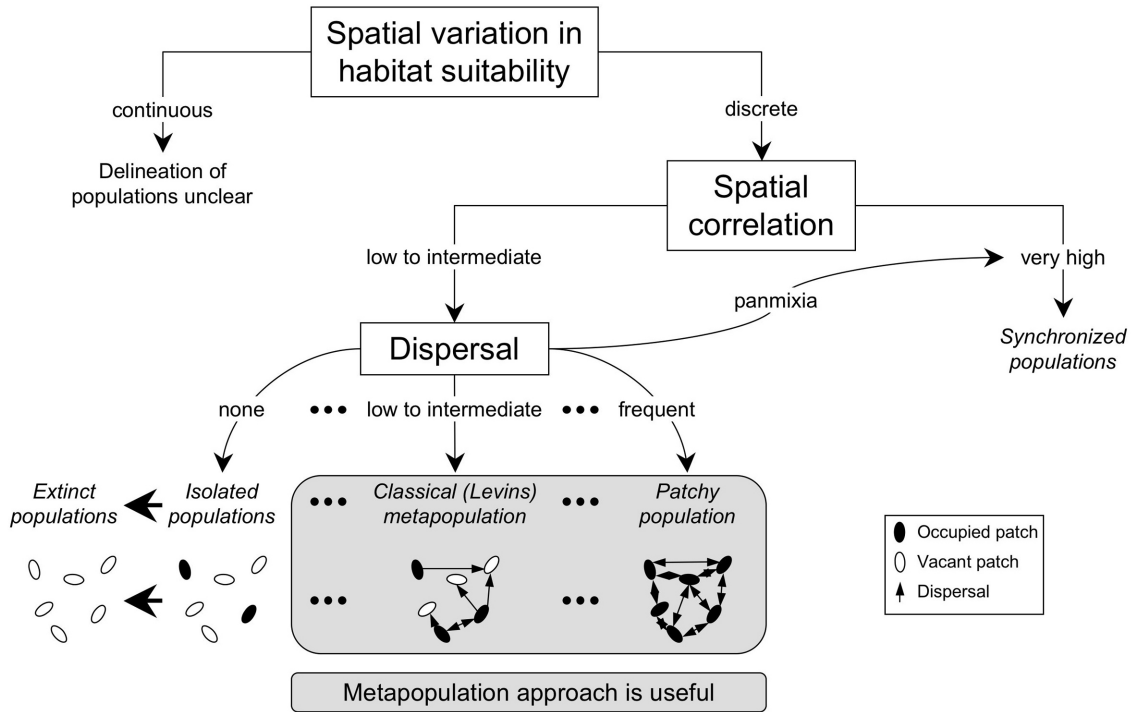 Spatial variation in
habitat suitability
continuous
discrete
Delineation of
populations unclear
Spatial
correlation
low to intermediate
very high
panmixia
Synchronized
populations
Dispersal
none
••• low to intermediate ••• frequent
Extinct
populations
Isolated
populations
•••
Classical (Levins)
metapopulation
•••
Patchy
population
•••
•••
Occupied patch
Vacant patch
Dispersal
Metapopulation approach is useful